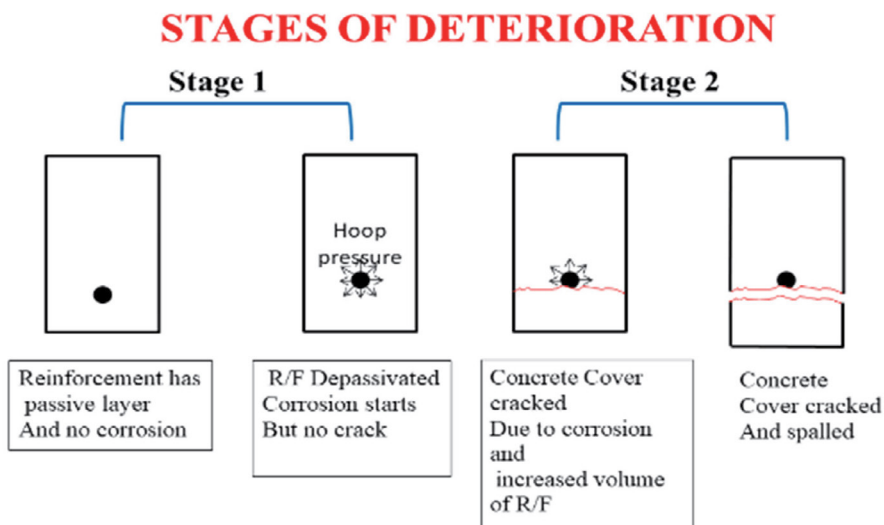 STAGES OF DETERIORATION
Stage 1
Stage 2
Hoop
pressure
Reinforcement has
passive layer
And no corrosion
R/F Depassivated
Corrosion starts
But no crack
Concrete Cover
cracked
Due to corrosion
and
increased volume
of R/F
Concrete
Cover cracked
And spalled